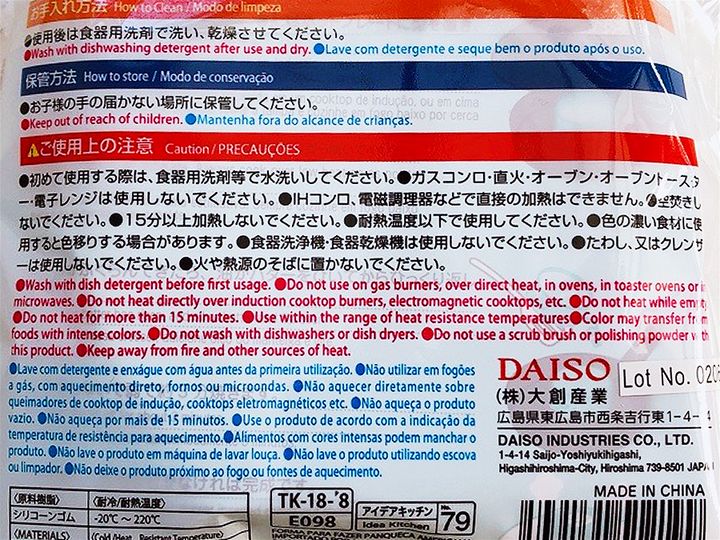 お手入れ方法 How to Clean / Modo de limpeza
●使用後は食器用洗剤で洗い、乾燥させてください。
●Wash with dishwashing detergent after use and dry. ●Lave com detergente e seque bem o produto após o uso.
保管方法 How to store / Modo de conservação
●お子様の手の届かない場所に保管してください。
●Keep out of reach of children. ●Mantenha fora do alcance de crianças.
cooktop de indução, ou em cima
fogo baixo por cerca
⚠ご使用上の注意 Caution / PRECAUÇÕES
●初めて使用する際は、食器用洗剤等で水洗いしてください。●ガスコンロ・直火・オーブン・オーブントース
ー・電子レンジは使用しないでください。●IHコンロ、電磁調理器などで直接の加熱はできません。●空焚きし
ないでください。●15分以上加熱しないでください。●耐熱温度以下で使用してください。●色の濃い食材に使
用すると色移りする場合があります。●食器洗浄機・食器乾燥機は使用しないでください。●たわし、又はクレンザ
ーは使用しないでください。●火や熱源のそばに置かないでください。
●Wash with dish detergent before first usage. ●Do not use on gas burners, over direct heat, in ovens, in toaster ovens or in
microwaves. ●Do not heat directly over induction cooktop burners, electromagnetic cooktops, etc. ●Do not heat while
●Do not heat for more than 15 minutes. ●Use within the range of heat resistance temperatures●Color may transfer
foods with intense colors. ●Do not wash with dishwashers or dish dryers. ●Do not use a scrub brush or polishing powder
this product. ●Keep away from fire and other sources of heat.
●Lave com detergente e enxágue com água antes da primeira utilização. ●Não utilizar em fogões
a gás, com aquecimento direto, fornos ou microondas. ●Não aquecer diretamente sobre
queimadores de cooktop de indução, cooktops eletromagnéticos etc. ●Não aqueça o produto
vazio. ●Não aqueça por mais de 15 minutos. ●Use o produto de acordo com a indicação da
temperatura de resistência para aquecimento.●Alimentos com cores intensas podem manchar o
produto. ●Não lave o produto em máquina de lavar louça. ●Não lave o produto utilizando escova
ou limpador. ●Não deixe o produto próximo ao fogo ou fontes de aquecimento.
DAISO
Lot No. 0206
(株)大創産業
広島県東広島市西条吉行東1-4-4
DAISO INDUSTRIES CO., LTD.
1-4-14 Saijo-Yoshiyukihigashi,
Higashihiroshima-City, Hiroshima 739-8501 JAPAN
MADE IN CHINA
〈原料樹脂〉 〈耐冷/耐熱温度〉
シリコーンゴム -20℃ ～ 220℃
〈MATERIALS〉 〈Cold /Heat Resistant Temperature〉
TK-18-'8
E098
アイデアキッチン
Idea Kitchen
No. 79
FORMA PARA FAZER PANQUECA